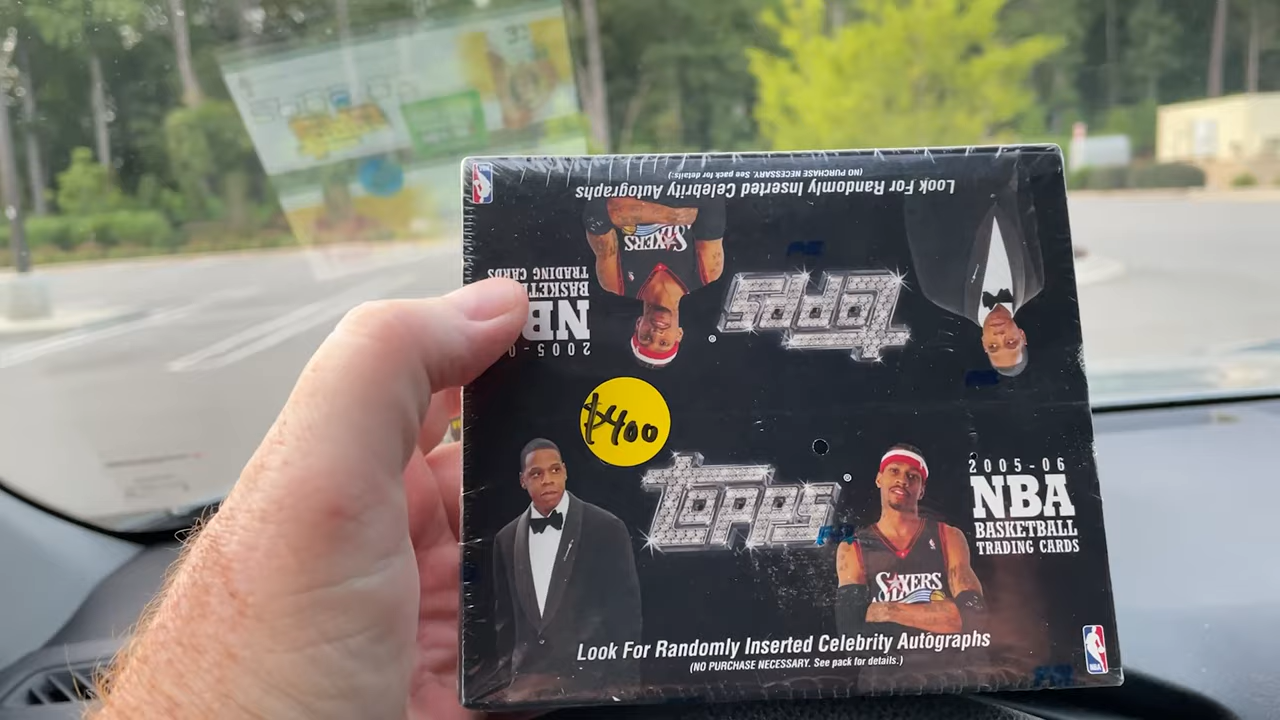 (NO PURCHASE NECESSARY. See pack for details.)
Look For Randomly Inserted Celebrity Autographs
SIXERS
TRADING CARDS
NBA
2005-0
Topps
$400
Topps
2005-06
NBA
BASKETBALL
TRADING CARDS
SIXERS
Look For Randomly Inserted Celebrity Autographs
(NO PURCHASE NECESSARY. See pack for details.)
NBA